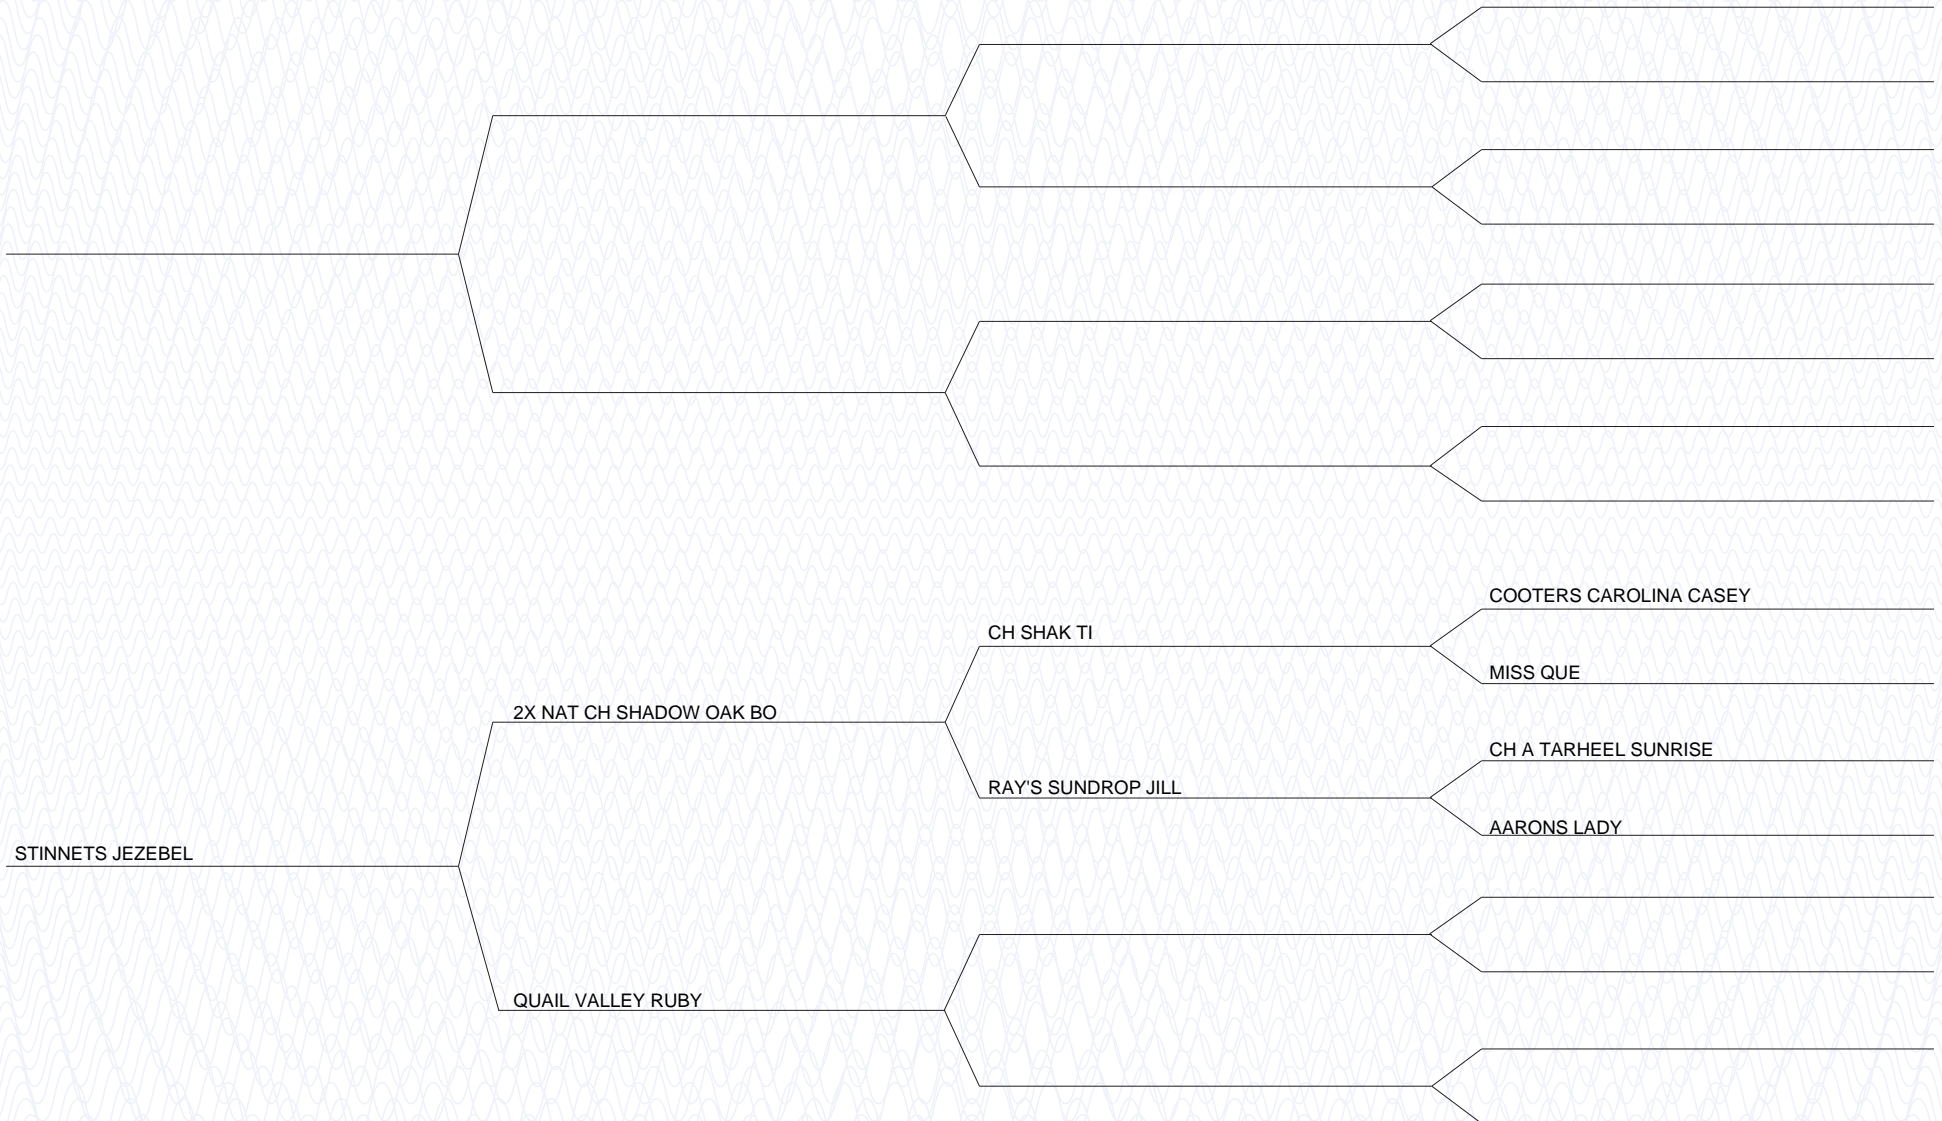 COOTERS CAROLINA CASEY
CH SHAK TI
MISS QUE
2X NAT CH SHADOW OAK BO
CH A TARHEEL SUNRISE
RAY'S SUNDROP JILL
AARONS LADY
STINNETS JEZEBEL
QUAIL VALLEY RUBY